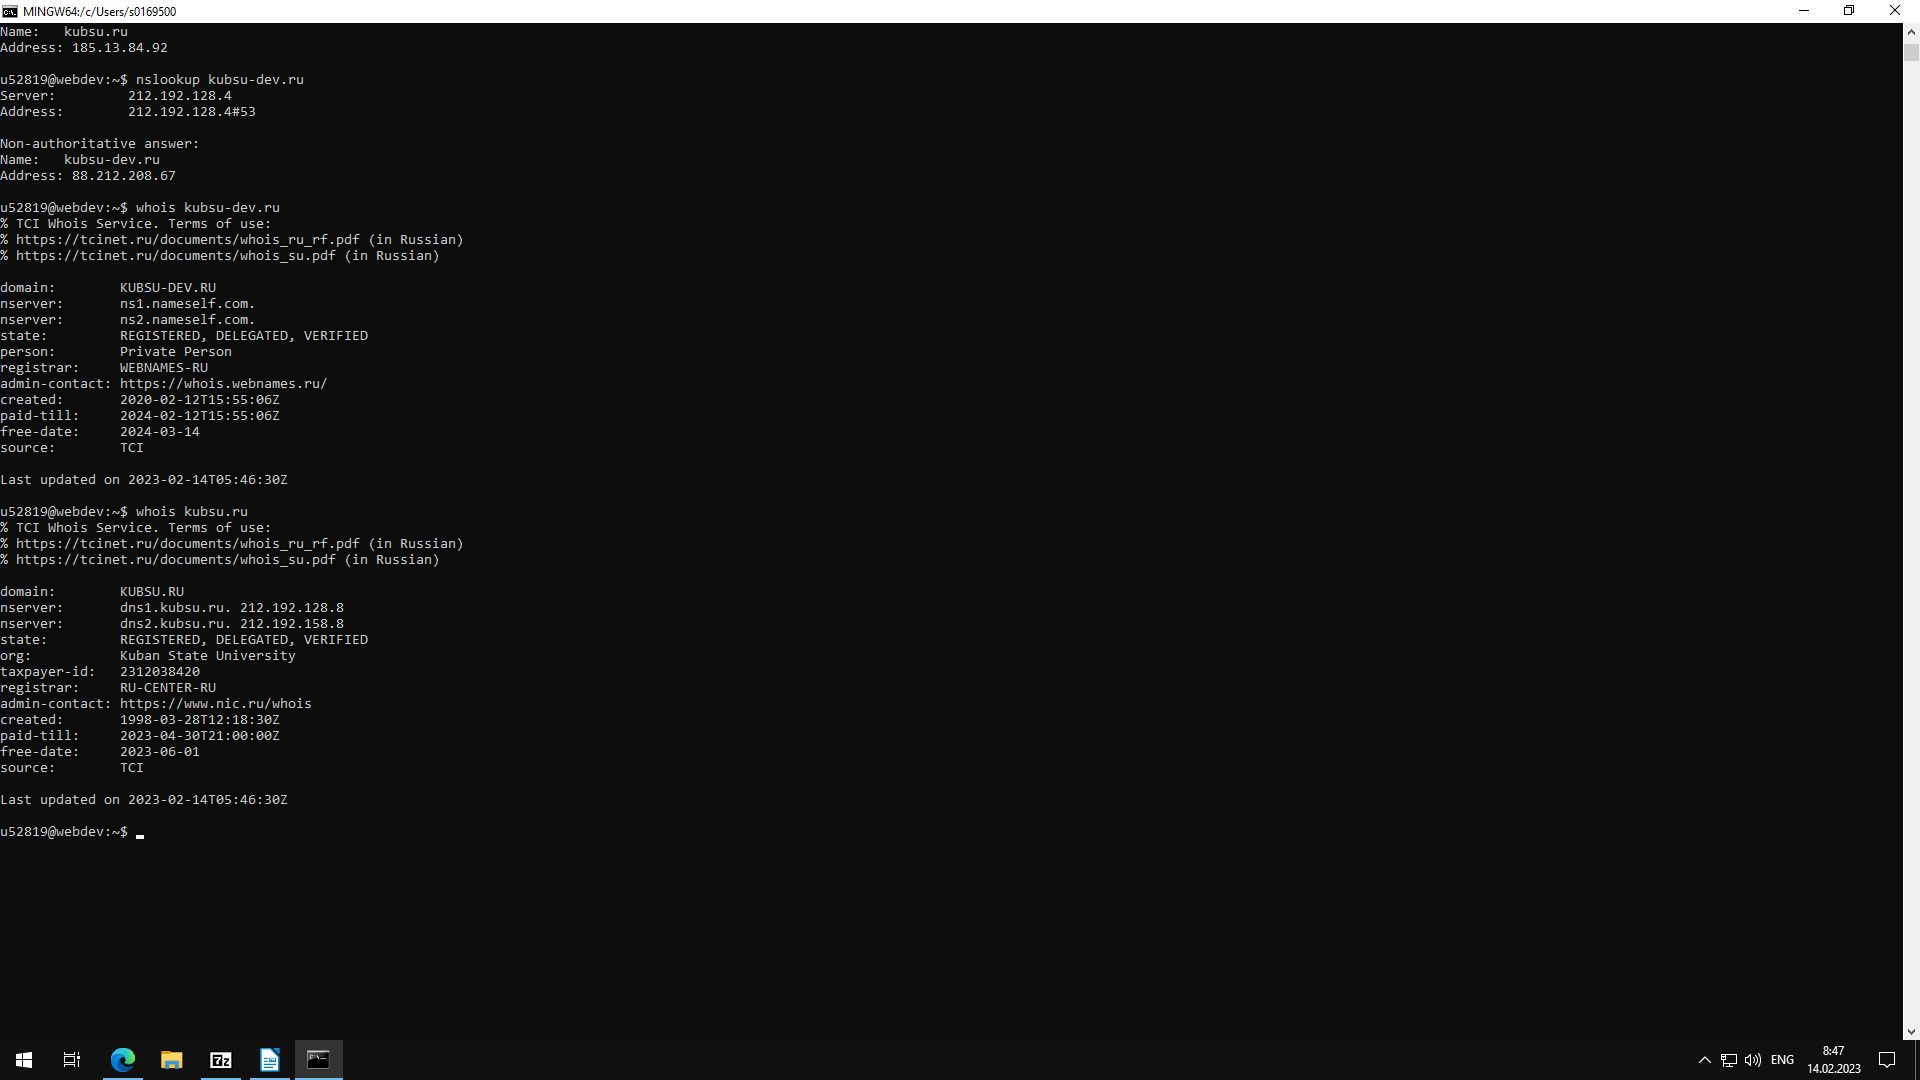 MINGW64:/c/Users/s0169500
Name:   kubsu.ru
Address: 185.13.84.92
u52819@webdev:~$ nslookup kubsu-dev.ru
Server:         212.192.128.4
Address:        212.192.128.4#53
Non-authoritative answer:
Name:   kubsu-dev.ru
Address: 88.212.208.67
u52819@webdev:~$ whois kubsu-dev.ru
% TCI Whois Service. Terms of use:
% https://tcinet.ru/documents/whois_ru_rf.pdf (in Russian)
% https://tcinet.ru/documents/whois_su.pdf (in Russian)
domain:        KUBSU-DEV.RU
nserver:       ns1.nameself.com.
nserver:       ns2.nameself.com.
state:         REGISTERED, DELEGATED, VERIFIED
person:        Private Person
registrar:     WEBNAMES-RU
admin-contact: https://whois.webnames.ru/
created:       2020-02-12T15:55:06Z
paid-till:     2024-02-12T15:55:06Z
free-date:     2024-03-14
source:        TCI
Last updated on 2023-02-14T05:46:30Z
u52819@webdev:~$ whois kubsu.ru
% TCI Whois Service. Terms of use:
% https://tcinet.ru/documents/whois_ru_rf.pdf (in Russian)
% https://tcinet.ru/documents/whois_su.pdf (in Russian)
domain:        KUBSU.RU
nserver:       dns1.kubsu.ru. 212.192.128.8
nserver:       dns2.kubsu.ru. 212.192.158.8
state:         REGISTERED, DELEGATED, VERIFIED
org:           Kuban State University
taxpayer-id:   2312038420
registrar:     RU-CENTER-RU
admin-contact: https://www.nic.ru/whois
created:       1998-03-28T12:18:30Z
paid-till:     2023-04-30T21:00:00Z
free-date:     2023-06-01
source:        TCI
Last updated on 2023-02-14T05:46:30Z
u52819@webdev:~$
7z
ENG
8:47
14.02.2023